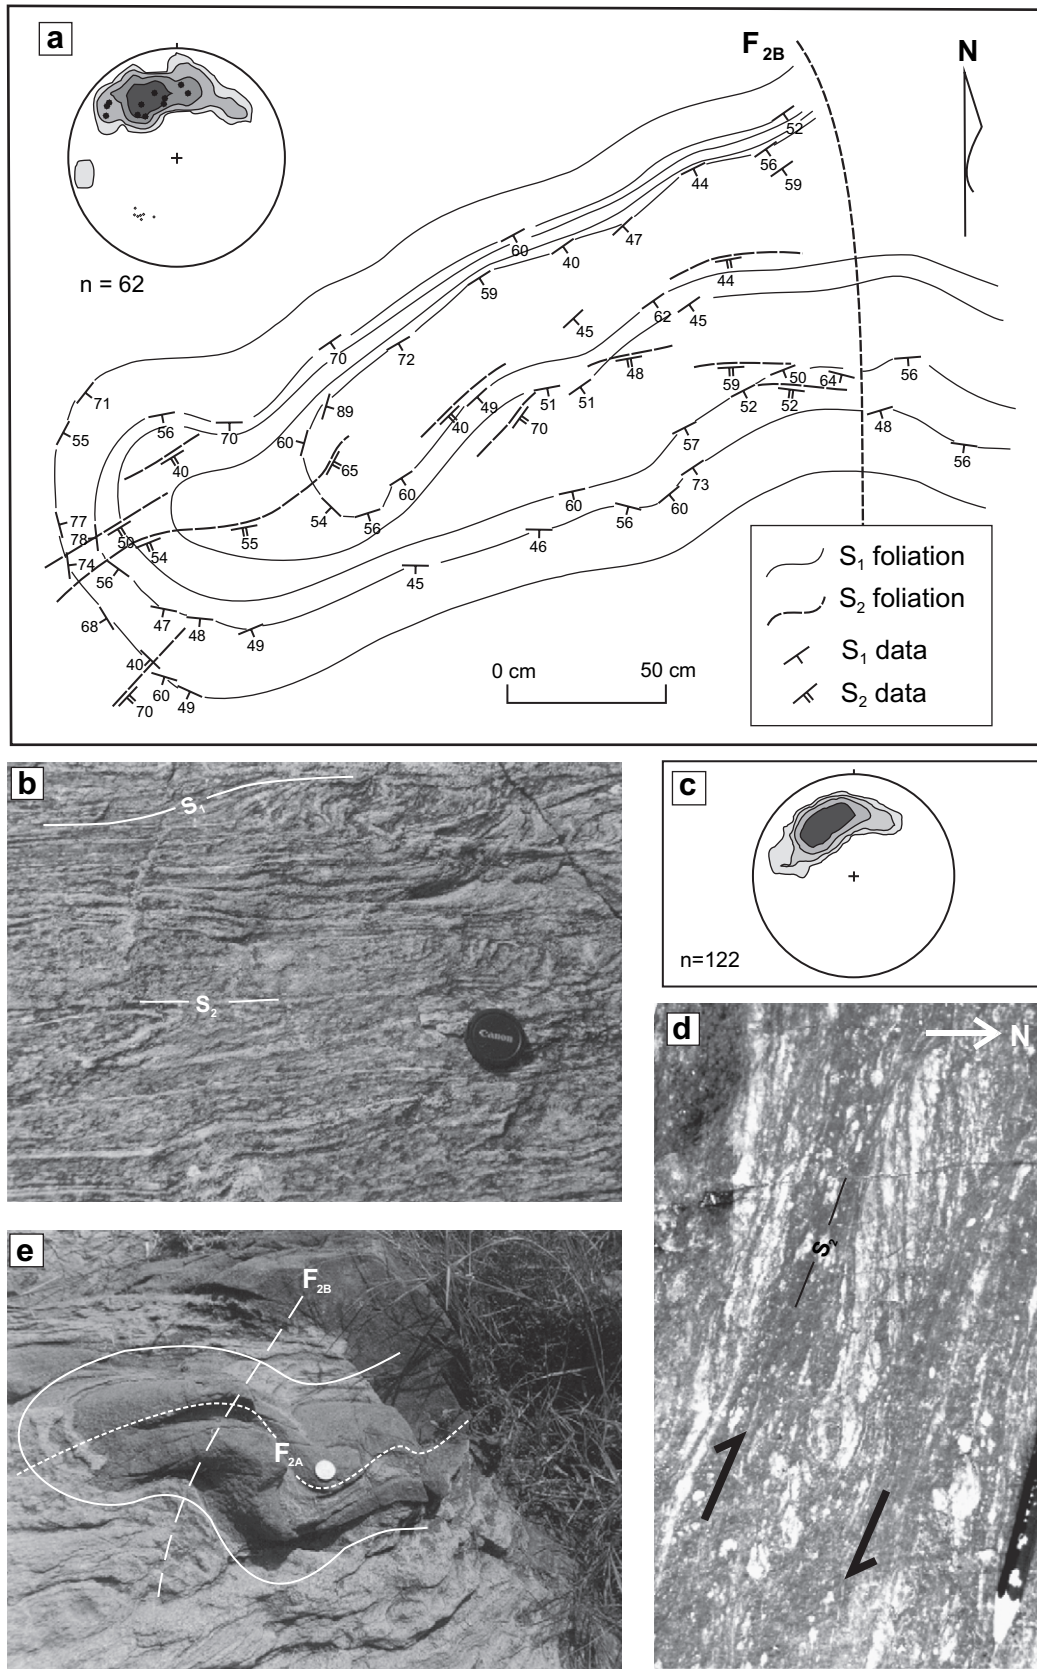 a
F2B
N
n = 62
52
56
59
44
47
60
40
59
44
62
45
45
70
72
48
59
50
64
56
52
52
48
56
71
55
56
70
89
60
40
65
49
40
51
51
70
57
73
60
54
56
60
56
60
46
77
78
74
50
54
55
56
45
68
47
48
49
40
60
49
70
0 cm 50 cm
S1 foliation
S2 foliation
S1 data
S2 data
b
S1
S2
Canon
c
n=122
d
N
S2
e
F2B
F2A